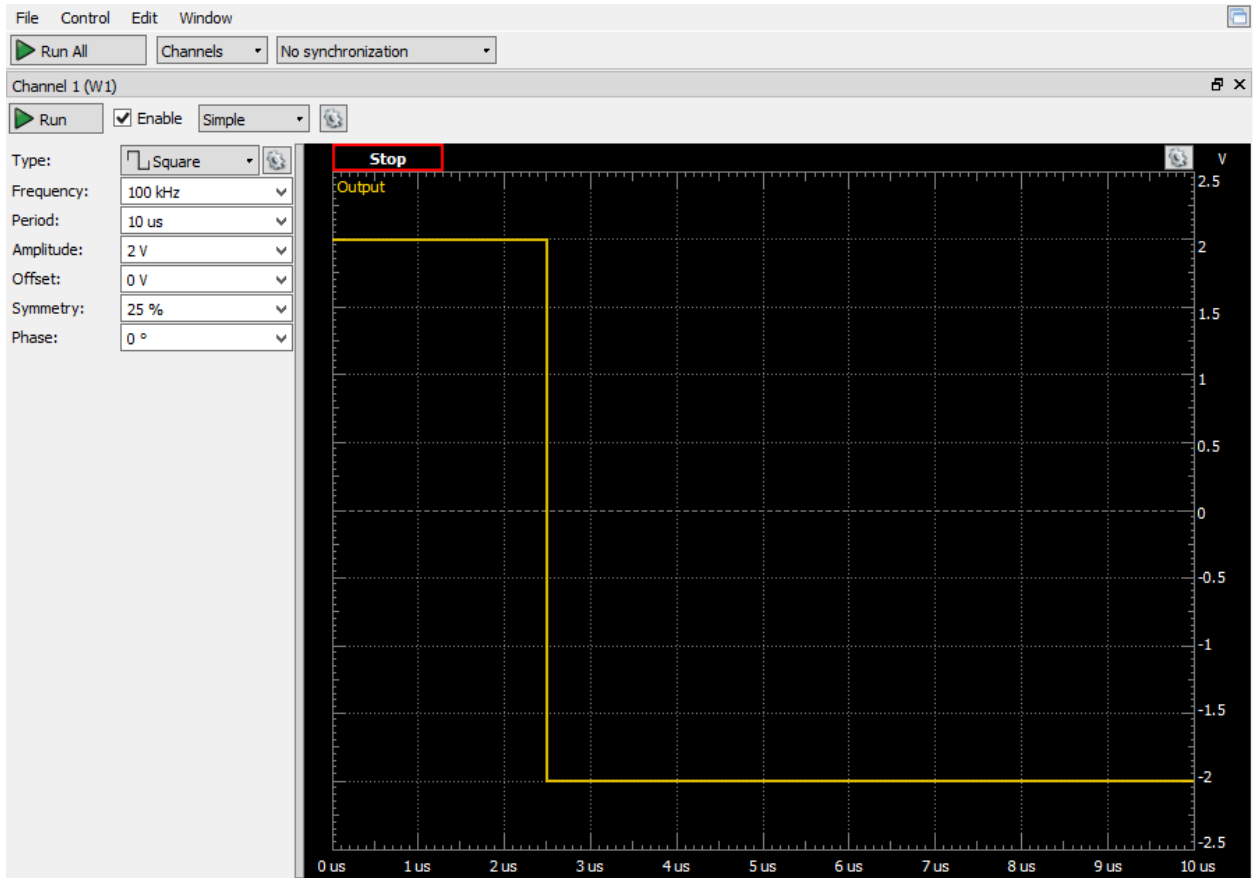 File Control Edit Window
Run All Channels No synchronization
Channel 1 (W1)
Run Enable Simple
Type: Square
Frequency: 100 kHz
Period: 10 us
Amplitude: 2 V
Offset: 0 V
Symmetry: 25 %
Phase: 0 °
Stop V
Output
2.5
2
1.5
1
0.5
0
-0.5
-1
-1.5
-2
-2.5
0 us 1 us 2 us 3 us 4 us 5 us 6 us 7 us 8 us 9 us 10 us